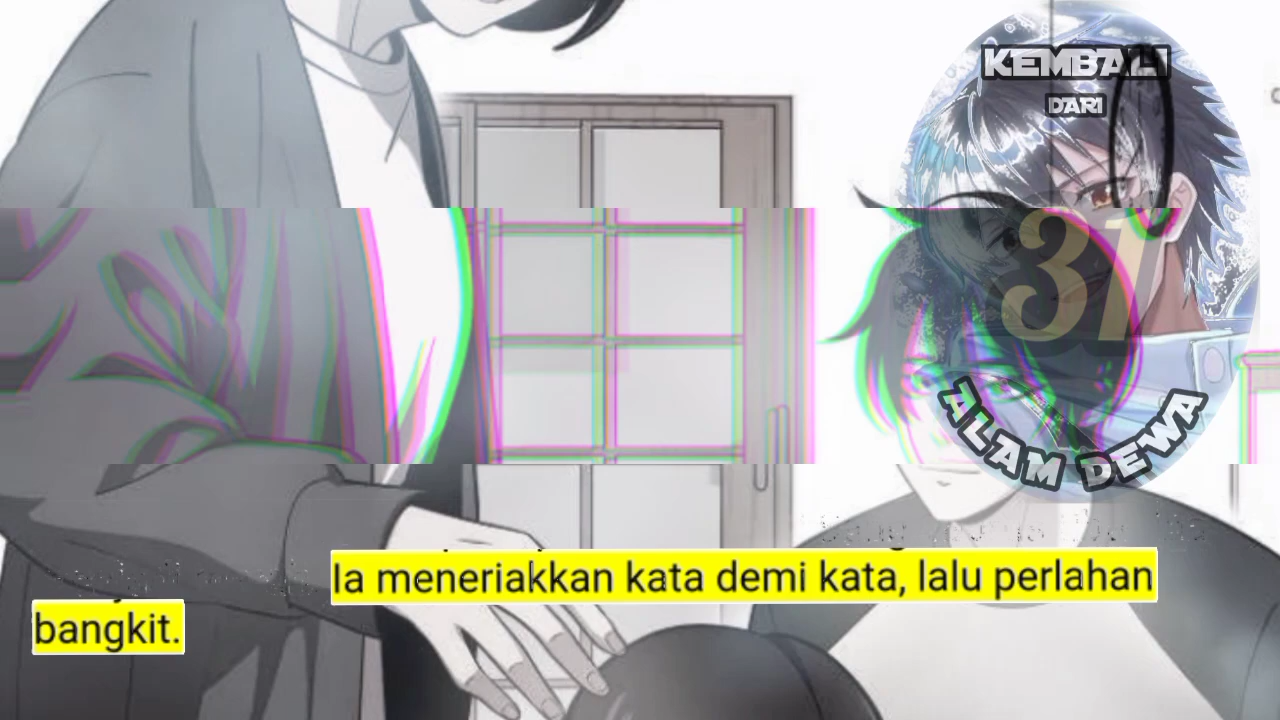 KEMBALI
DARI
31
ALAM DEWA
Ia meneriakkan kata demi kata, lalu perlahan
bangkit.